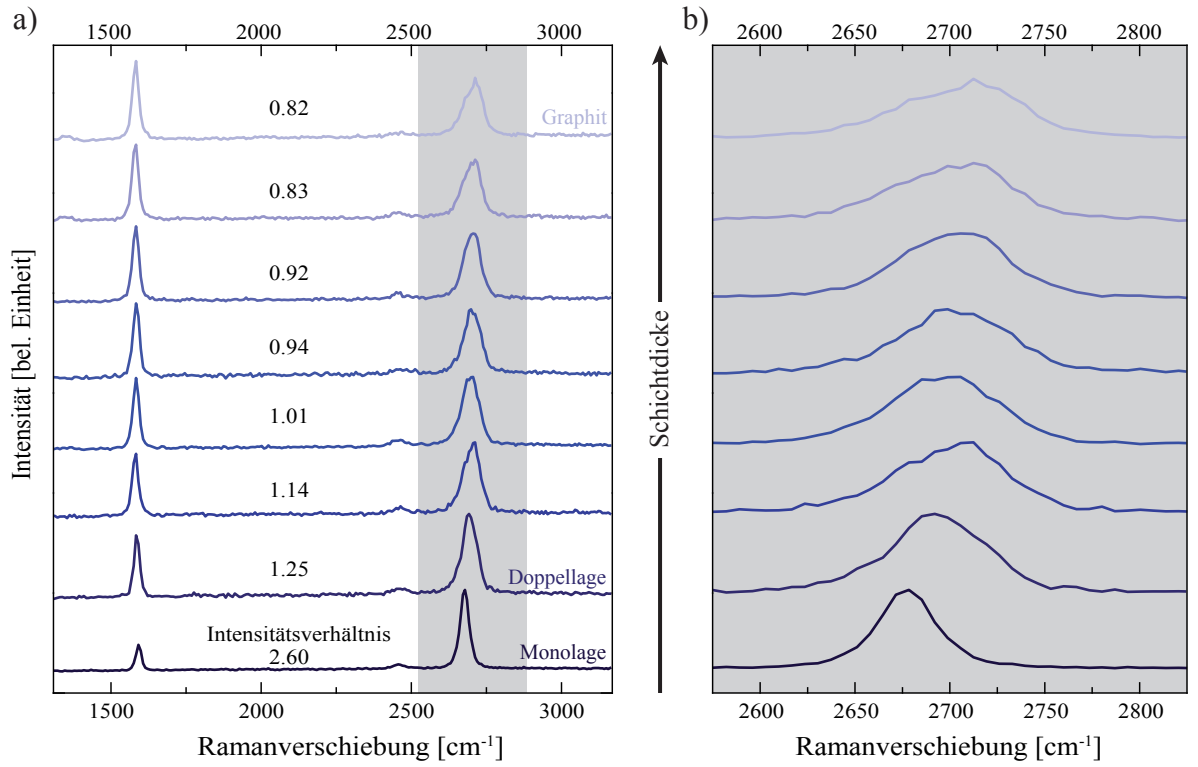 a)
1500 2000 2500 3000
0.82
Graphit
0.83
0.92
0.94
1.01
1.14
1.25
Doppellage
Intensitätsverhältnis
2.60
Monolage
1500 2000 2500 3000
Ramanverschiebung [cm⁻¹]
Intensität [bel. Einheit]
Schichtdicke
b)
2600 2650 2700 2750 2800
2600 2650 2700 2750 2800
Ramanverschiebung [cm⁻¹]